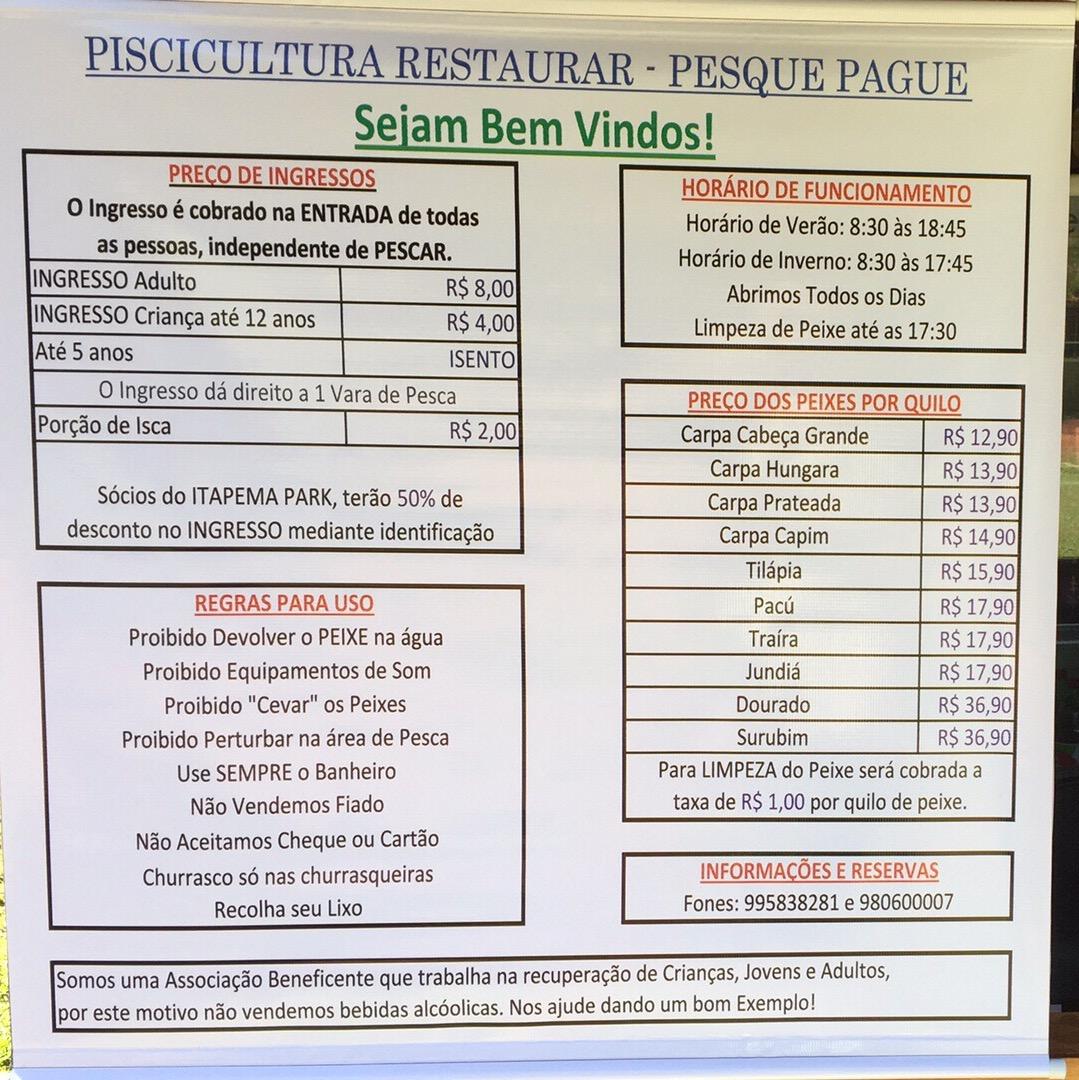 PISCICULTURA RESTAURAR - PESQUE PAGUE
Sejam Bem Vindos!
PREÇO DE INGRESSOS
O Ingresso é cobrado na ENTRADA de todas
as pessoas, independente de PESCAR.
INGRESSO Adulto R$ 8,00
INGRESSO Criança até 12 anos R$ 4,00
Até 5 anos ISENTO
O Ingresso dá direito a 1 Vara de Pesca
Porção de Isca R$ 2,00
Sócios do ITAPEMA PARK, terão 50% de
desconto no INGRESSO mediante identificação
REGRAS PARA USO
Proibido Devolver o PEIXE na água
Proibido Equipamentos de Som
Proibido "Cevar" os Peixes
Proibido Perturbar na área de Pesca
Use SEMPRE o Banheiro
Não Vendemos Fiado
Não Aceitamos Cheque ou Cartão
Churrasco só nas churrasqueiras
Recolha seu Lixo
HORÁRIO DE FUNCIONAMENTO
Horário de Verão: 8:30 às 18:45
Horário de Inverno: 8:30 às 17:45
Abrimos Todos os Dias
Limpeza de Peixe até as 17:30
PREÇO DOS PEIXES POR QUILO
Carpa Cabeça Grande R$ 12,90
Carpa Hungara R$ 13,90
Carpa Prateada R$ 13,90
Carpa Capim R$ 14,90
Tilápia R$ 15,90
Pacú R$ 17,90
Traíra R$ 17,90
Jundiá R$ 17,90
Dourado R$ 36,90
Surubim R$ 36,90
Para LIMPEZA do Peixe será cobrada a
taxa de R$ 1,00 por quilo de peixe.
INFORMAÇÕES E RESERVAS
Fones: 995838281 e 980600007
Somos uma Associação Beneficente que trabalha na recuperação de Crianças, Jovens e Adultos,
por este motivo não vendemos bebidas alcóolicas. Nos ajude dando um bom Exemplo!